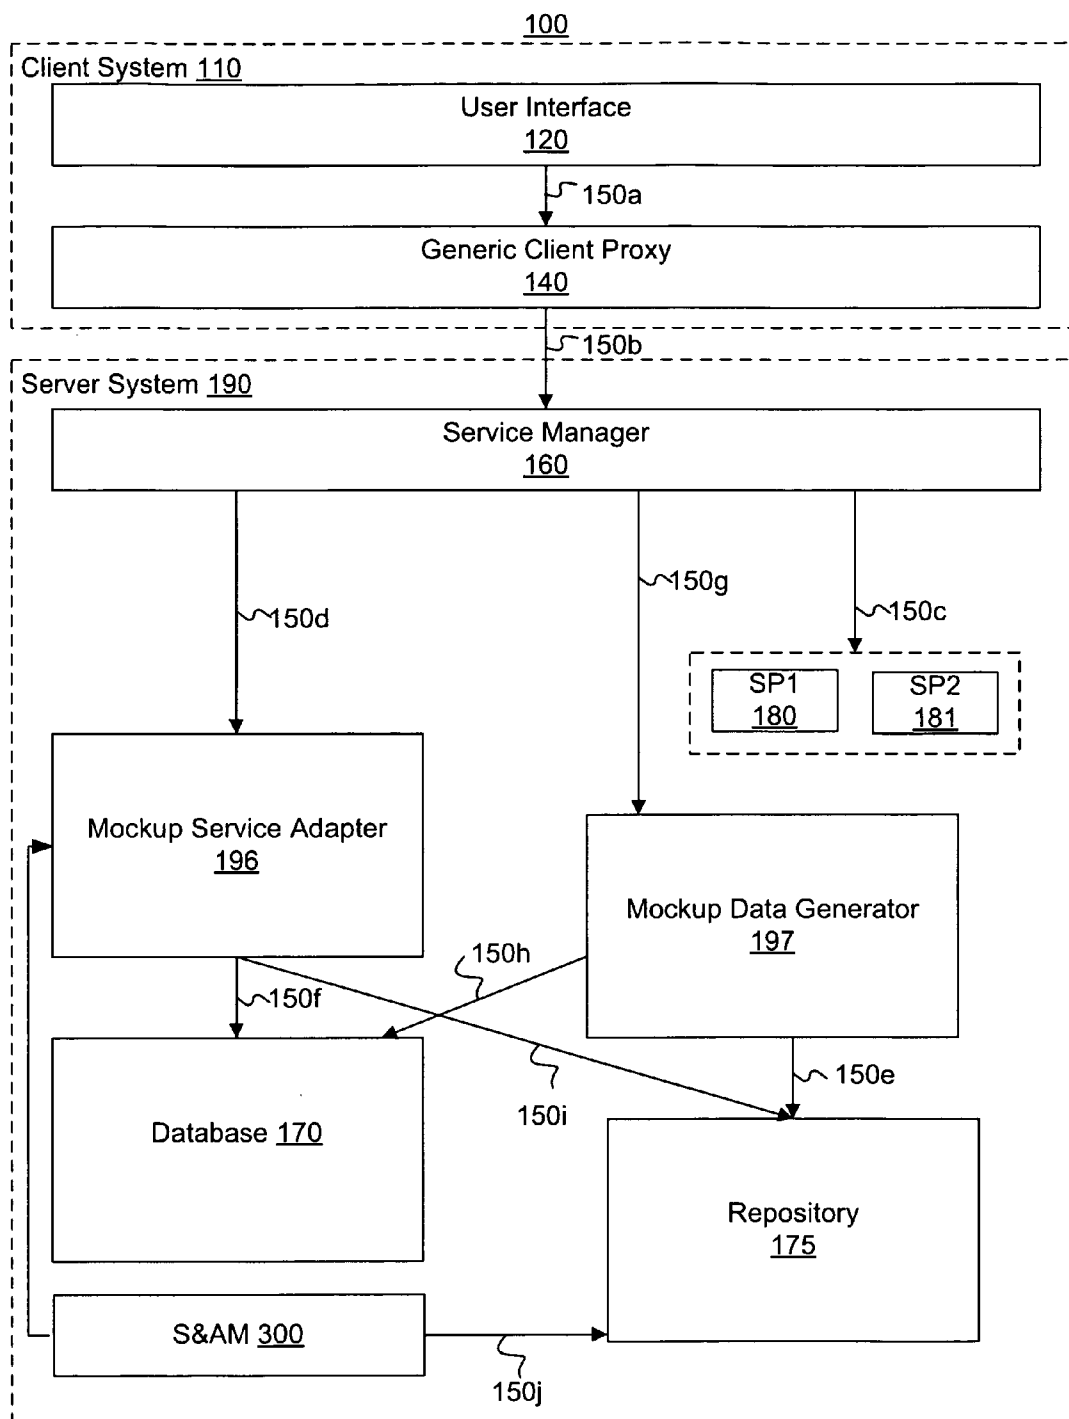 100
Client System 110
User Interface
120
150a
Generic Client Proxy
140
150b
Server System 190
Service Manager
160
150d
150g
150c
SP1
180
SP2
181
Mockup Service Adapter
196
Mockup Data Generator
197
150h
150f
150i
150e
Database 170
Repository
175
S&AM 300
150j